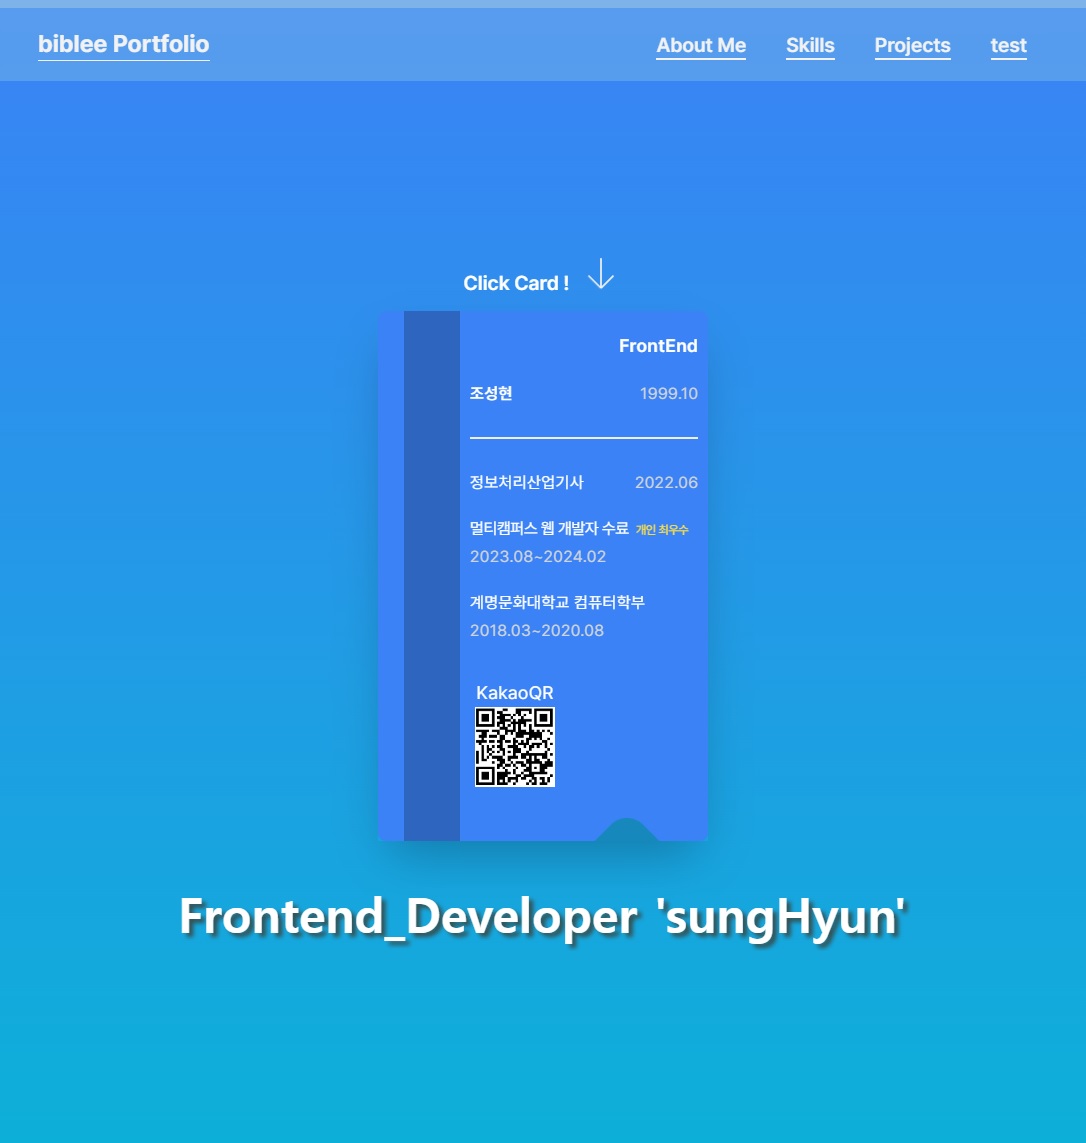 biblee Portfolio
About Me Skills Projects test
Click Card !
FrontEnd
조성현 1999.10
정보처리산업기사 2022.06
멀티캠퍼스 웹 개발자 수료 개인 최우수
2023.08~2024.02
계명문화대학교 컴퓨터학부
2018.03~2020.08
KakaoQR
Frontend_Developer 'sungHyun'